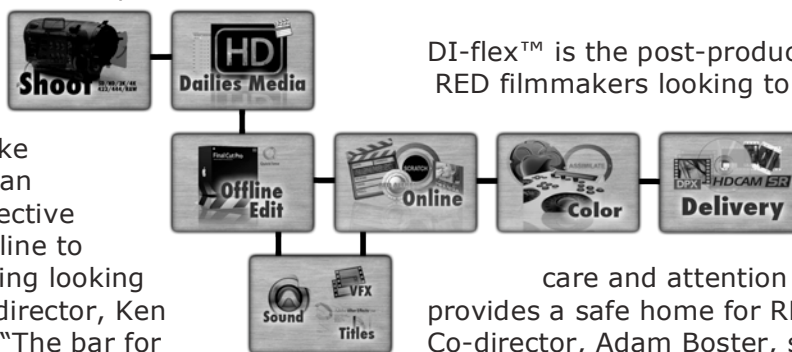 Shoot
Dailies Media
HD
Offline
Edit
Final Cut Pro
Online
SCRATCH
Color
ASSIMILATE
Delivery
DPX
HDCAM SR
Sound
VFX
Titles
ke
an
ective
line to
ing looking
director, Ken
“The bar for
DI-flex™ is the post-produc
RED filmmakers looking to
care and attention
provides a safe home for R
Co-director, Adam Boster, s